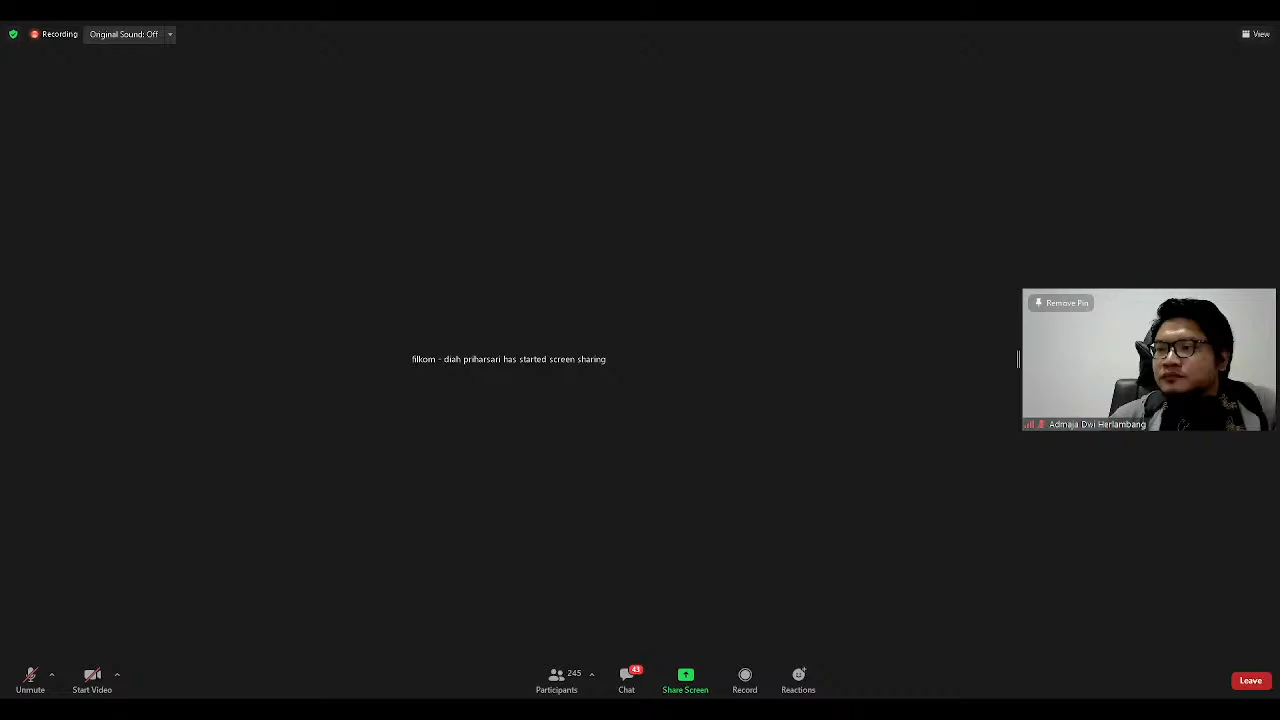 Recording
Original Sound: Off
View
filkom - diah priharsari has started screen sharing
Remove Pin
Admaja Dwi Herlambang
Unmute
Start Video
245
Participants
43
Chat
Share Screen
Record
Reactions
Leave